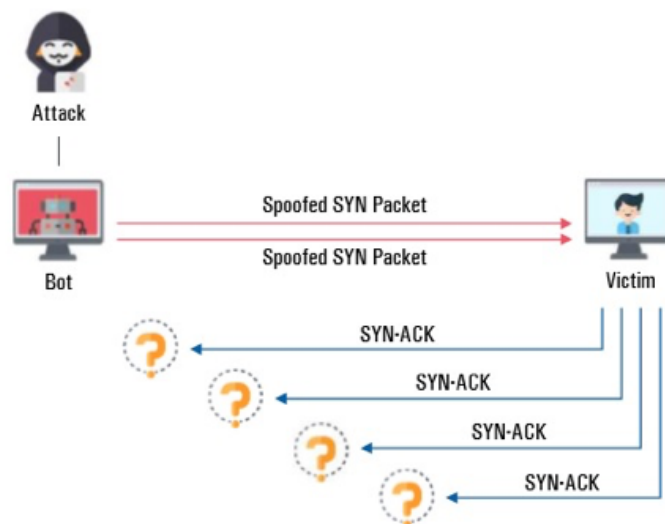 Attack
Spoofed SYN Packet
Spoofed SYN Packet
Bot
Victim
SYN-ACK
SYN-ACK
SYN-ACK
SYN-ACK